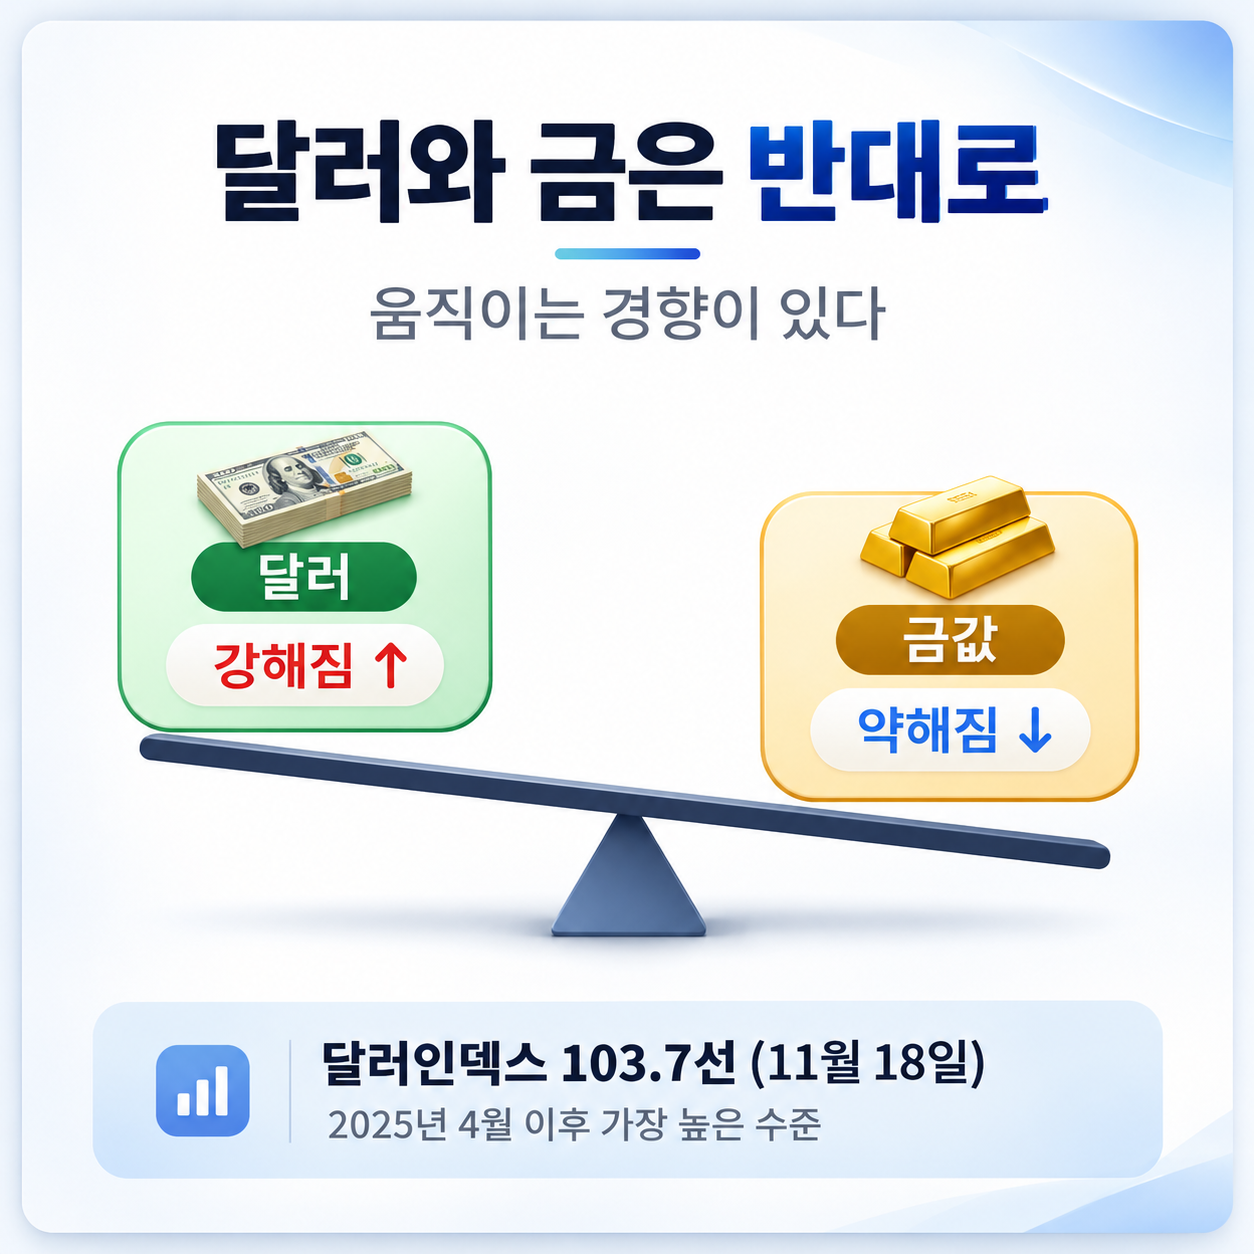 달러와 금은 반대로
움직이는 경향이 있다
달러
강해짐 ↑
금값
약해짐 ↓
달러인덱스 103.7선 (11월 18일)
2025년 4월 이후 가장 높은 수준